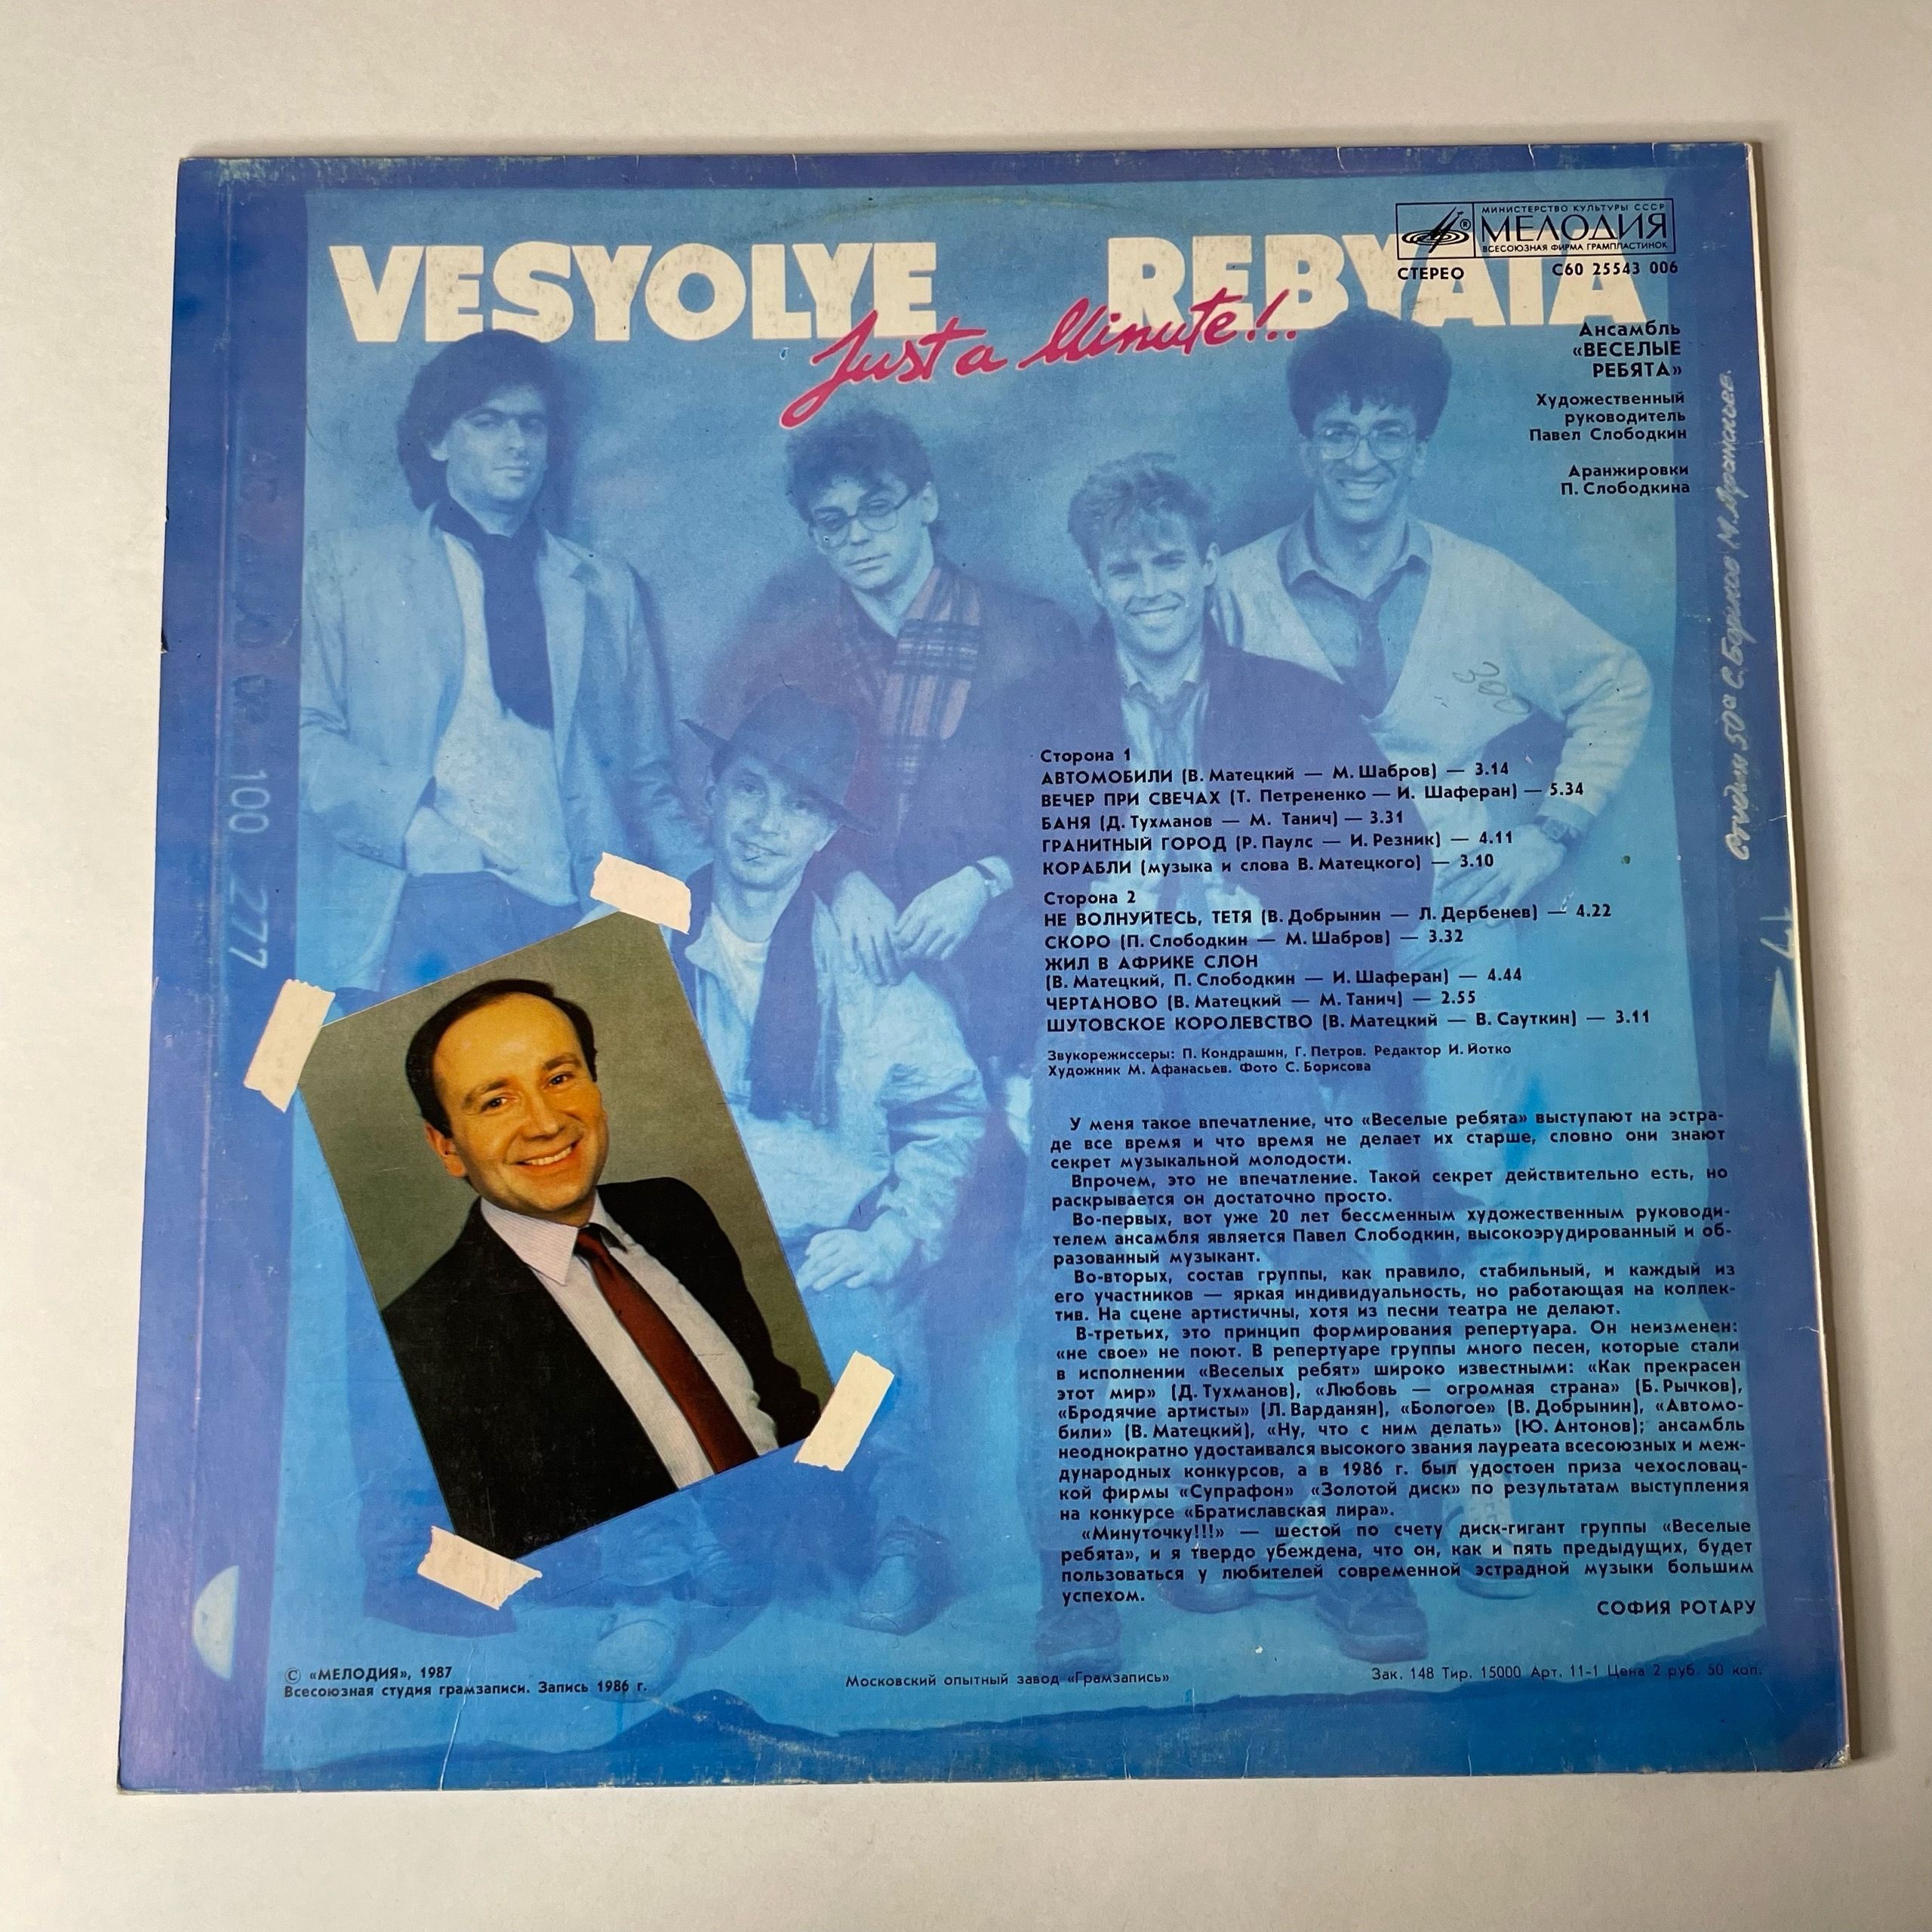 VESYOLYE REBYATA
Just a Minute!..
МИНИСТЕРСТВО КУЛЬТУРЫ СССР
МЕЛОДИЯ
ВСЕСОЮЗНАЯ ФИРМА ГРАМПЛАСТИНОК
СТЕРЕО С60 25543 006
Ансамбль
«ВЕСЕЛЫЕ
РЕБЯТА»
Художественный
руководитель
Павел Слободкин
Аранжировки
П. Слободкина
300
100 277
Сторона 1
АВТОМОБИЛИ (В. Матецкий — М. Шабров) — 3.14
ВЕЧЕР ПРИ СВЕЧАХ (Т. Петрененко — И. Шаферан) — 5.34
БАНЯ (Д. Тухманов — М. Танич) — 3.31
ГРАНИТНЫЙ ГОРОД (Р. Паулс — И. Резник) — 4.11
КОРАБЛИ (музыка и слова В. Матецкого) — 3.10
Сторона 2
НЕ ВОЛНУЙТЕСЬ, ТЕТЯ (В. Добрынин — Л. Дербенев) — 4.22
СКОРО (П. Слободкин — М. Шабров) — 3.32
ЖИЛ В АФРИКЕ СЛОН
(В. Матецкий, П. Слободкин — И. Шаферан) — 4.44
ЧЕРТАНОВО (В. Матецкий — М. Танич) — 2.55
ШУТОВСКОЕ КОРОЛЕВСТВО (В. Матецкий — В. Сауткин) — 3.11
Звукорежиссеры: П. Кондрашин, Г. Петров. Редактор И. Йотко
Художник М. Афанасьев. Фото С. Борисова
У меня такое впечатление, что «Веселые ребята» выступают на эстра-
де все время и что время не делает их старше, словно они знают
секрет музыкальной молодости.
Впрочем, это не впечатление. Такой секрет действительно есть, но
раскрывается он достаточно просто.
Во-первых, вот уже 20 лет бессменным художественным руководи-
телем ансамбля является Павел Слободкин, высокоэрудированный и об-
разованный музыкант.
Во-вторых, состав группы, как правило, стабильный, и каждый из
его участников — яркая индивидуальность, но работающая на коллек-
тив. На сцене артистичны, хотя из песни театра не делают.
В-третьих, это принцип формирования репертуара. Он неизменен:
«не свое» не поют. В репертуаре группы много песен, которые стали
в исполнении «Веселых ребят» широко известными: «Как прекрасен
этот мир» (Д. Тухманов), «Любовь — огромная страна» (Б. Рычков),
«Бродячие артисты» (Л. Варданян), «Бологое» (В. Добрынин), «Автомо-
били» (В. Матецкий), «Ну, что с ним делать» (Ю. Антонов); ансамбль
неоднократно удостаивался высокого звания лауреата всесоюзных и меж-
дународных конкурсов, а в 1986 г. был удостоен приза чехословац-
кой фирмы «Супрафон» «Золотой диск» по результатам выступления
на конкурсе «Братиславская лира».
«Минуточку!!!» — шестой по счету диск-гигант группы «Веселые
ребята», и я твердо убеждена, что он, как и пять предыдущих, будет
пользоваться у любителей современной эстрадной музыки большим
успехом.
СОФИЯ РОТАРУ
© «МЕЛОДИЯ», 1987
Всесоюзная студия грамзаписи. Запись 1986 г.
Московский опытный завод «Грамзапись»
Зак. 148 Тир. 15000 Арт. 11-1 Цена 2 руб. 50 коп.